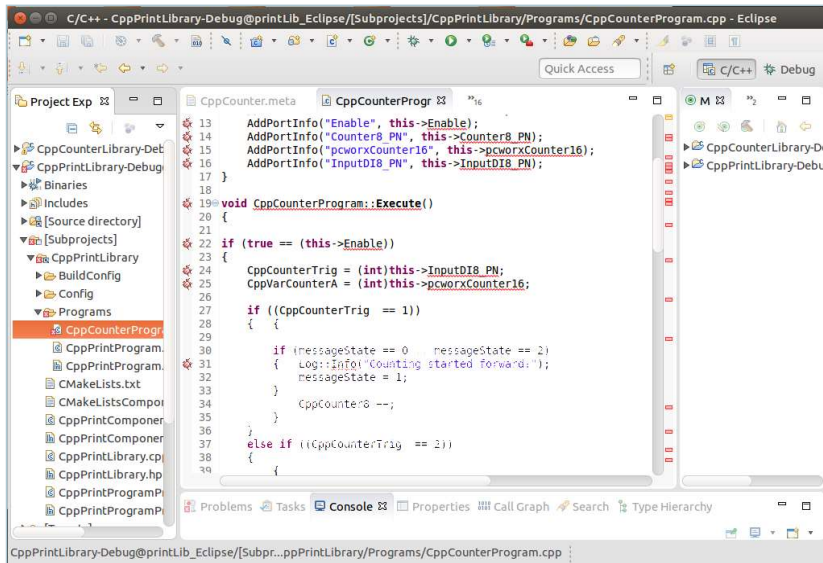 C/C++ - CppPrintLibrary-Debug@printLib_Eclipse/[Subprojects]/CppPrintLibrary/Programs/CppCounterProgram.cpp - Eclipse
Quick Access
C/C++
Debug
Project Exp
CppCounterLibrary-Deb
CppPrintLibrary-Debug
Binaries
Includes
[Source directory]
[Subprojects]
CppPrintLibrary
BuildConfig
Config
Programs
CppCounterProgra
CppPrintProgram.
CppPrintProgram.
CMakeLists.txt
CMakeListsCompor
CppPrintComponer
CppPrintComponer
CppPrintLibrary.cp
CppPrintLibrary.hp
CppPrintProgramPr
CppPrintProgramPr
CppCounter.meta
CppCounterProgr
»16
13 AddPortInfo("Enable", this->Enable);
14 AddPortInfo("Counter8_PN", this->Counter8_PN);
15 AddPortInfo("pcworxCounter16", this->pcworxCounter16);
16 AddPortInfo("InputDI8_PN", this->InputDI8_PN);
17 }
18
19 void CppCounterProgram::Execute()
20 {
21
22 if (true == (this->Enable))
23 {
24 CppCounterTrig = (int)this->InputDI8_PN;
25 CppVarCounterA = (int)this->pcworxCounter16;
26
27 if ((CppCounterTrig == 1))
28 { {
29
30 if (messageState == 0 messageState == 2)
31 { Log::Info("Counting started forward:");
32 messageState = 1;
33 }
34 CppCounter8 --;
35 }
36 }
37 else if ((CppCounterTrig == 2))
38 {
39 {
M
»2
CppCounterLibrary-D
CppPrintLibrary-Debu
Problems
Tasks
Console
Properties
Call Graph
Search
Type Hierarchy
CppPrintLibrary-Debug@printLib_Eclipse/[Subpr...ppPrintLibrary/Programs/CppCounterProgram.cpp